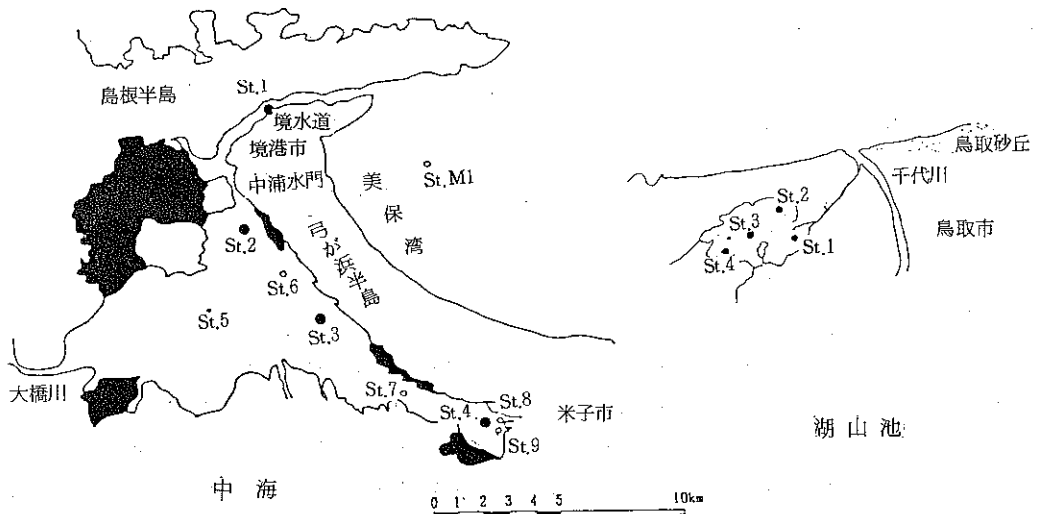 島根半島
St.1
境水道
境港市
中浦水門
美保湾
St.M1
弓が浜半島
St.2
St.6
St.5
St.3
大橋川
St.7
St.8
St.4
St.9
米子市
中海
0 1 2 3 4 5 10km
鳥取砂丘
千代川
鳥取市
St.2
St.3
St.1
St.4
湖山池